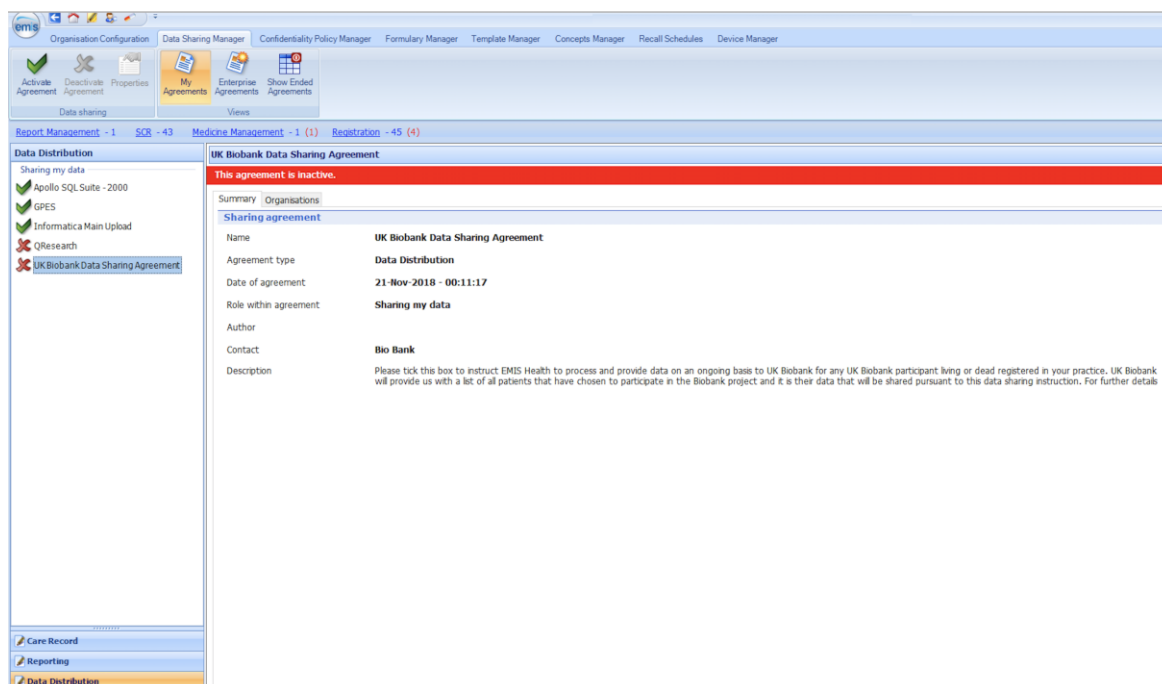 emis
Organisation Configuration Data Sharing Manager Confidentiality Policy Manager Formulary Manager Template Manager Concepts Manager Recall Schedules Device Manager
Activate Agreement Deactivate Agreement Properties My Agreements Enterprise Agreements Show Ended Agreements
Data sharing Views
Report Management - 1 SCR - 43 Medicine Management - 1 (1) Registration - 45 (4)
Data Distribution
Sharing my data
Apollo SQL Suite - 2000
GPES
Informatica Main Upload
QResearch
UK Biobank Data Sharing Agreement
UK Biobank Data Sharing Agreement
This agreement is inactive.
Summary Organisations
Sharing agreement
Name UK Biobank Data Sharing Agreement
Agreement type Data Distribution
Date of agreement 21-Nov-2018 - 00:11:17
Role within agreement Sharing my data
Author
Contact Bio Bank
Description Please tick this box to instruct EMIS Health to process and provide data on an ongoing basis to UK Biobank for any UK Biobank participant living or dead registered in your practice. UK Biobank
will provide us with a list of all patients that have chosen to participate in the Biobank project and it is their data that will be shared pursuant to this data sharing instruction. For further details
Care Record
Reporting
Data Distribution